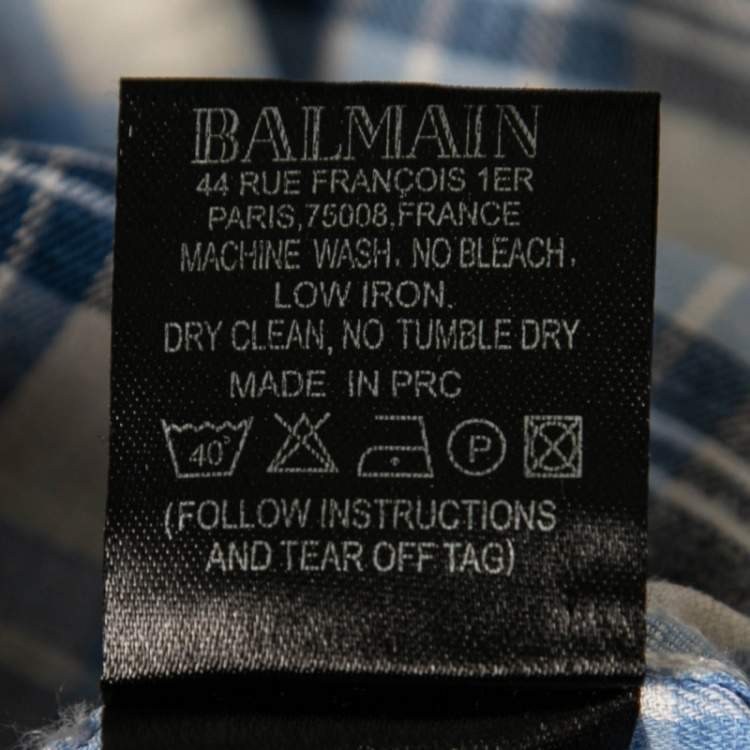 BALMAIN
44 RUE FRANÇOIS 1ER
PARIS,75008,FRANCE
MACHINE WASH, NO BLEACH,
LOW IRON.
DRY CLEAN, NO TUMBLE DRY
MADE IN PRC
40° P
(FOLLOW INSTRUCTIONS
AND TEAR OFF TAG)